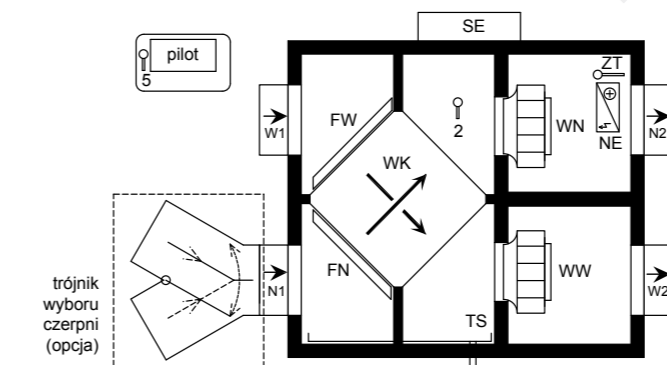 SE
pilot
5
ZT
W1
FW
2
WN
N2
NE
WK
trójnik
wyboru
czerpni
(opcja)
N1
FN
WW
W2
TS